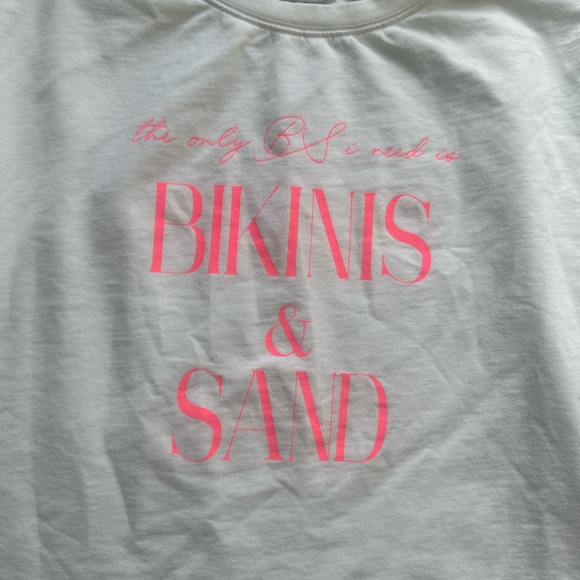 the only BS i need is
BIKINIS
&
SAND